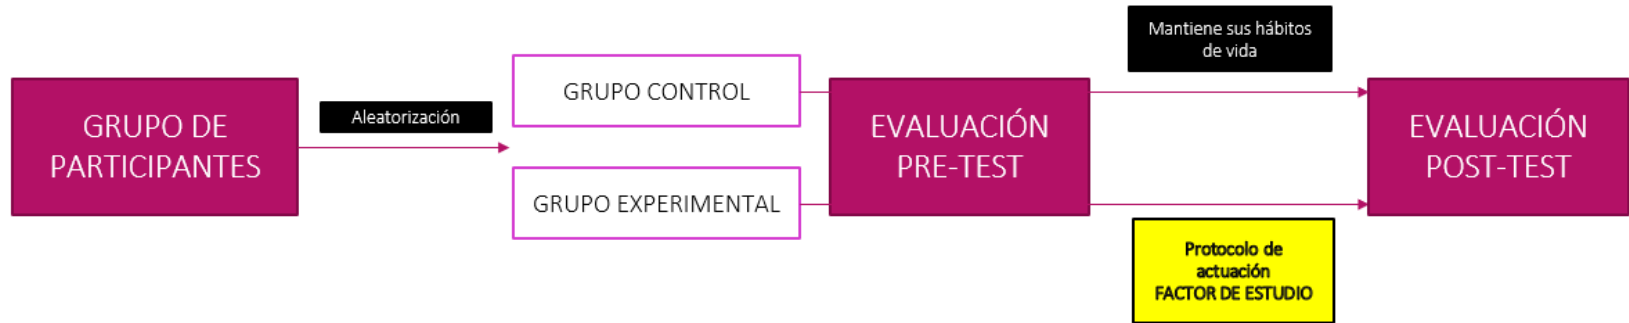 GRUPO DE
PARTICIPANTES
Aleatorización
GRUPO CONTROL
GRUPO EXPERIMENTAL
EVALUACIÓN
PRE-TEST
Mantiene sus hábitos
de vida
Protocolo de
actuación
FACTOR DE ESTUDIO
EVALUACIÓN
POST-TEST